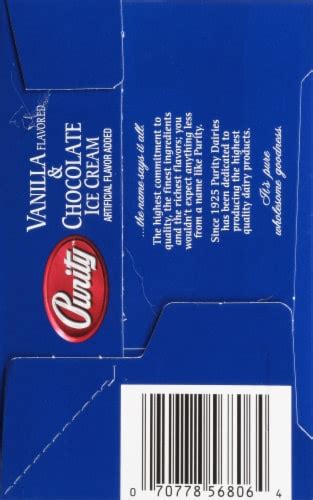 VANILLA FLAVORED
&
CHOCOLATE
ICE CREAM
ARTIFICIAL FLAVOR ADDED
Purity
...the name says it all.
The highest commitment to
quality, the finest ingredients
and the richest flavors; you
wouldn't expect anything less
from a name like Purity.
Since 1925 Purity Dairies
has been dedicated to
producing the highest
quality dairy products.
It's pure
wholesome goodness.
0 70778 56806 4